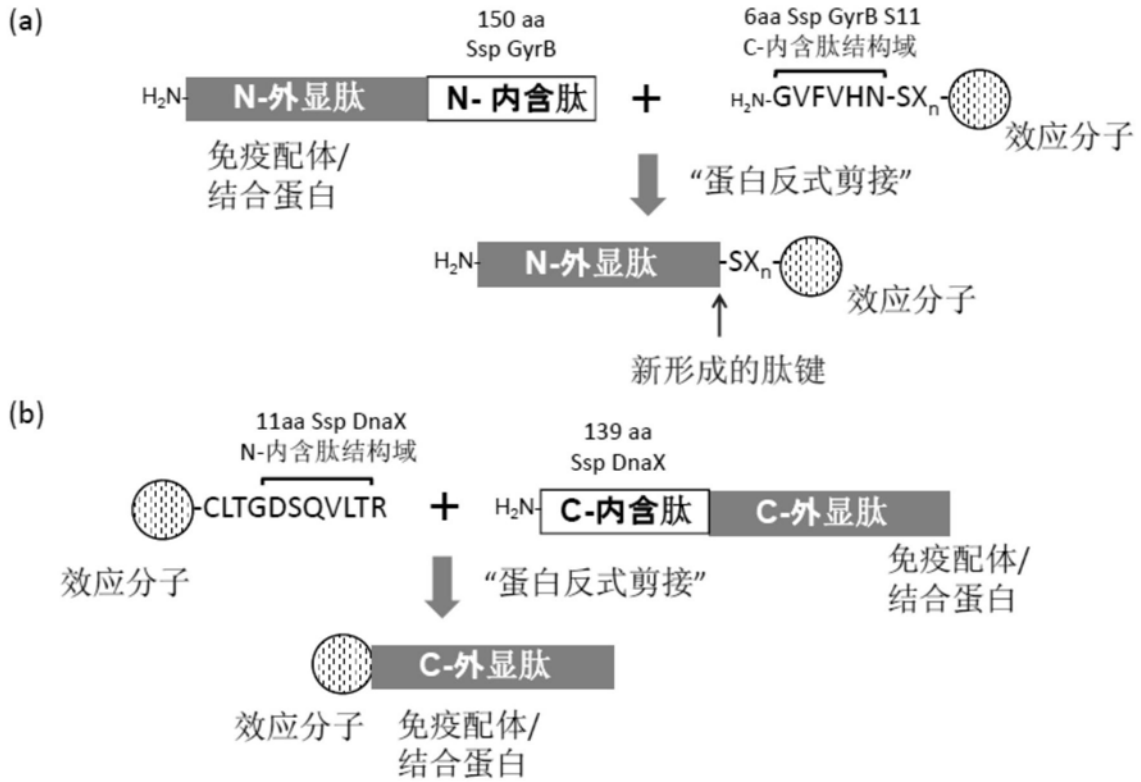 (a)
150 aa
Ssp GyrB
6aa Ssp GyrB S11
C-内含肽结构域
H₂N-
N-外显肽
N- 内含肽
+
H₂N-GVFVHN-SXₙ-
效应分子
免疫配体/
结合蛋白
“蛋白反式剪接”
H₂N-
N-外显肽
-SXₙ-
效应分子
新形成的肽键
(b)
11aa Ssp DnaX
N-内含肽结构域
139 aa
Ssp DnaX
-CLTGDSQVLTR
+
H₂N-
C-内含肽
C-外显肽
效应分子
免疫配体/
结合蛋白
“蛋白反式剪接”
C-外显肽
效应分子
免疫配体/
结合蛋白